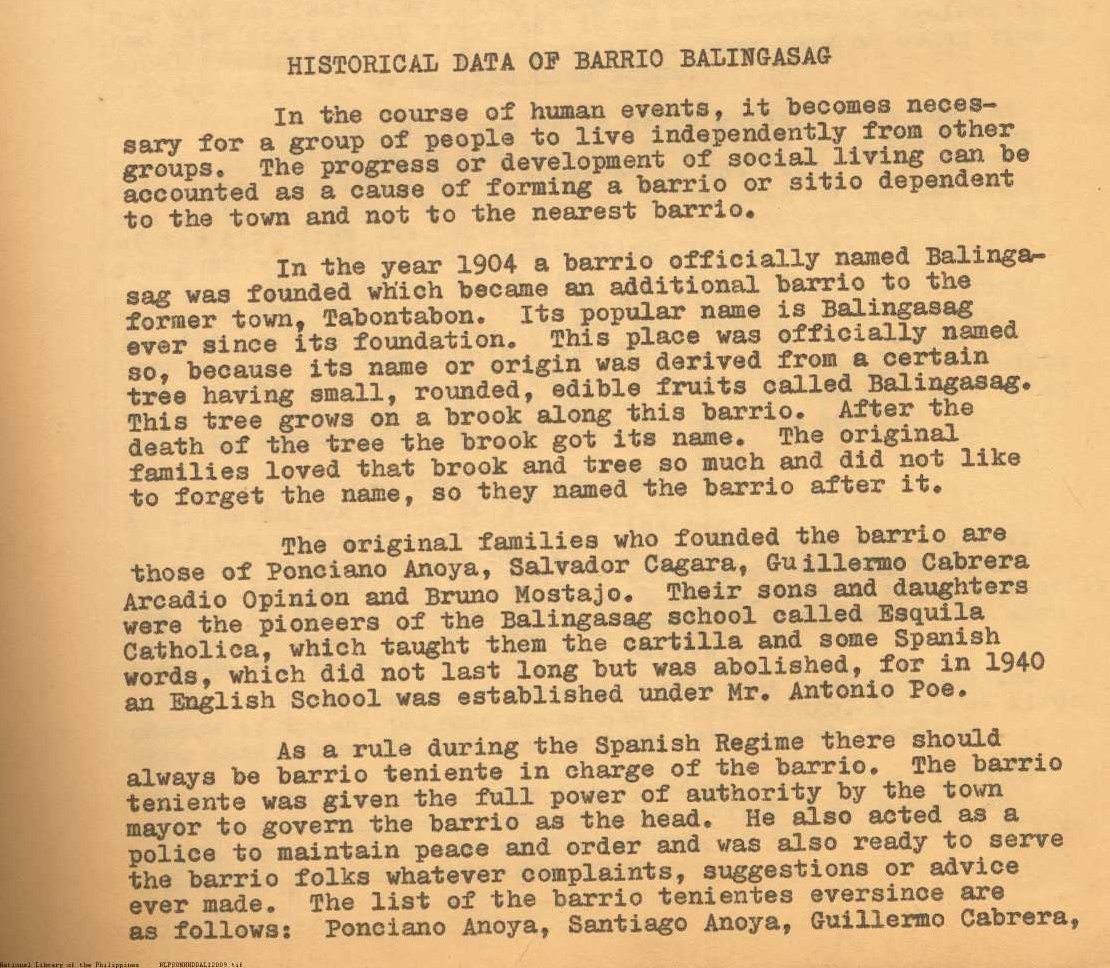 HISTORICAL DATA OF BARRIO BALINGASAG
In the course of human events, it becomes neces-
sary for a group of people to live independently from other
groups. The progress or development of social living can be
accounted as a cause of forming a barrio or sitio dependent
to the town and not to the nearest barrio.
In the year 1904 a barrio officially named Balinga-
sag was founded which became an additional barrio to the
former town, Tabontabon. Its popular name is Balingasag
ever since its foundation. This place was officially named
so, because its name or origin was derived from a certain
tree having small, rounded, edible fruits called Balingasag.
This tree grows on a brook along this barrio. After the
death of the tree the brook got its name. The original
families loved that brook and tree so much and did not like
to forget the name, so they named the barrio after it.
The original families who founded the barrio are
those of Ponciano Anoya, Salvador Cagara, Guillermo Cabrera
Arcadio Opinion and Bruno Mostajo. Their sons and daughters
were the pioneers of the Balingasag school called Esquila
Catholica, which taught them the cartilla and some Spanish
words, which did not last long but was abolished, for in 1940
an English School was established under Mr. Antonio Poe.
As a rule during the Spanish Regime there should
always be barrio teniente in charge of the barrio. The barrio
teniente was given the full power of authority by the town
mayor to govern the barrio as the head. He also acted as a
police to maintain peace and order and was also ready to serve
the barrio folks whatever complaints, suggestions or advice
ever made. The list of the barrio tenientes eversince are
as follows: Ponciano Anoya, Santiago Anoya, Guillermo Cabrera,
National Library of the Philippines